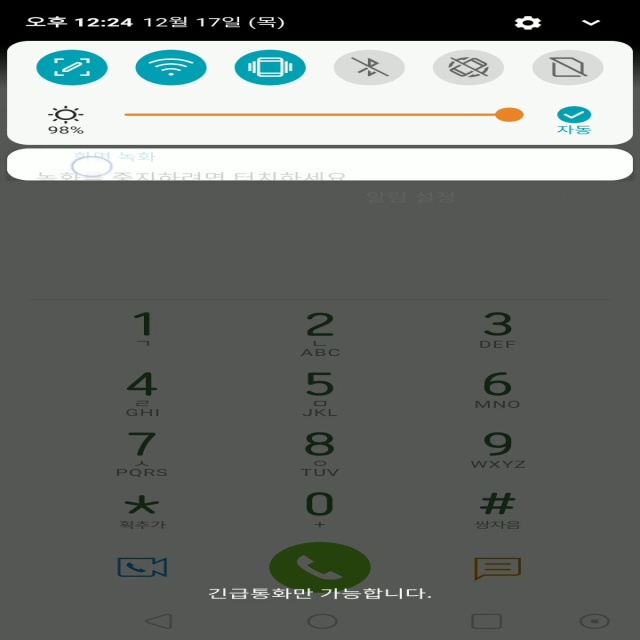 오후 12:24 12월 17일 (목)
98%
자동
화면 녹화
녹화를 중지하려면 터치하세요
알림 설정
1 2 3
ㄱ ㄴ
ABC DEF
4 5 6
ㄹ ㅁ
GHI JKL MNO
7 8 9
ㅅ ㅇ
PQRS TUV WXYZ
* 0 #
획추가 + 쌍자음
긴급통화만 가능합니다.